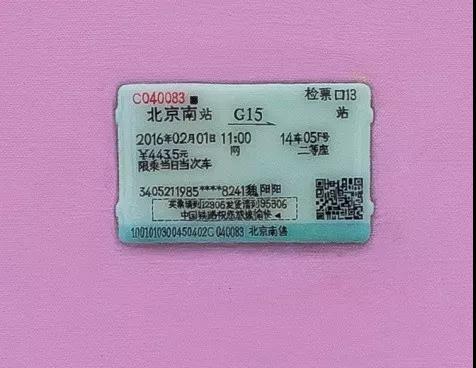 C040083
检票口13
北京南站 G15 站
2016年02月01日 11:00 14车05F号
网 二等座
￥443.5元
限乘当日当次车
3405211985****8241 阳阳
买票请到12306发货请到95306
中国铁路祝您旅途愉快
1001010300450402C040083 北京南售